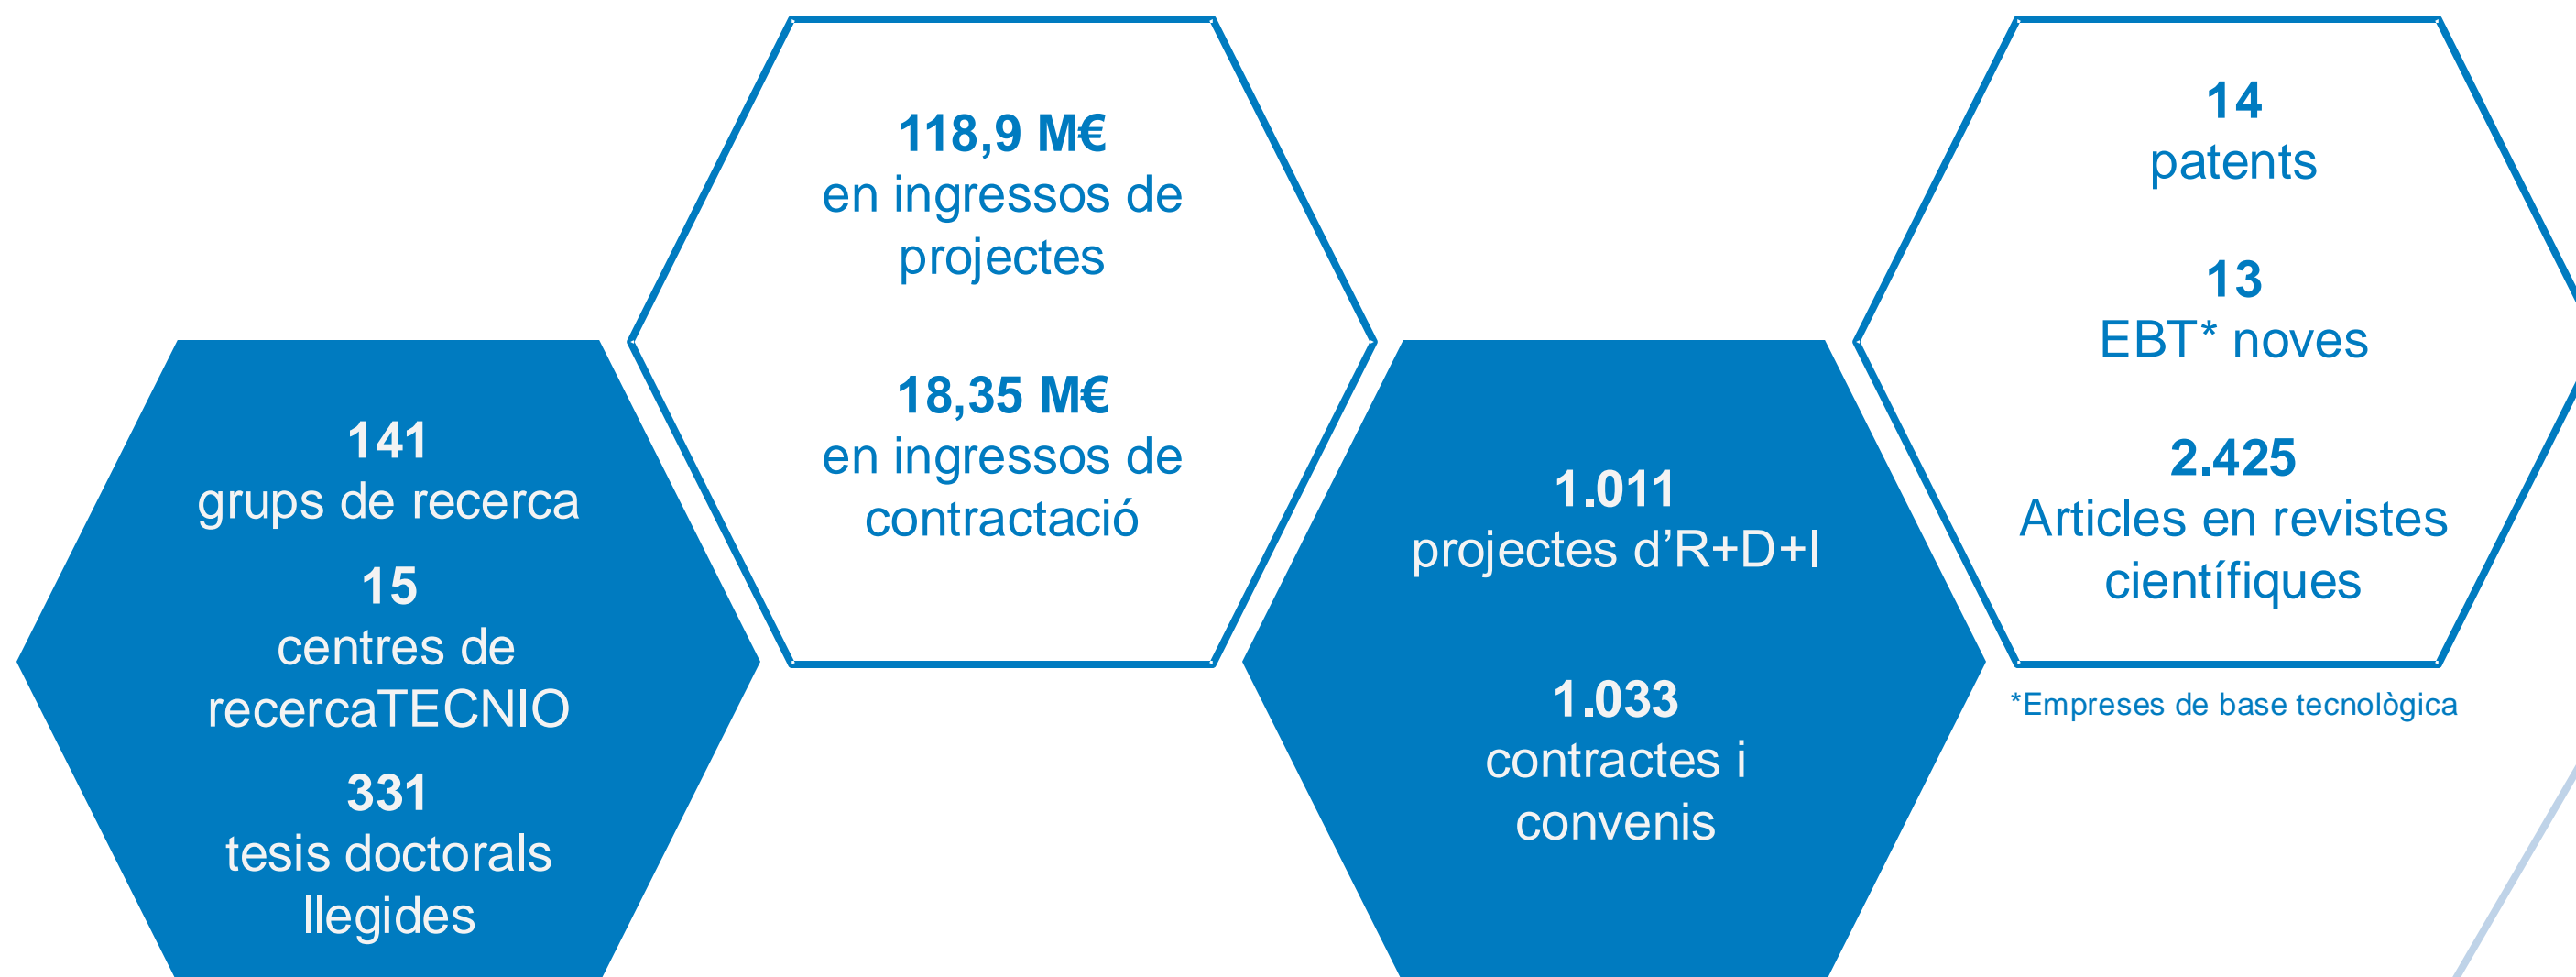 141
grups de recerca
15
centres de
recercaTECNIO
331
tesis doctorals
llegides
118,9 M€
en ingressos de
projectes
18,35 M€
en ingressos de
contractació
1.011
projectes d’R+D+I
1.033
contractes i
convenis
14
patents
13
EBT* noves
2.425
Articles en revistes
científiques
*Empreses de base tecnològica